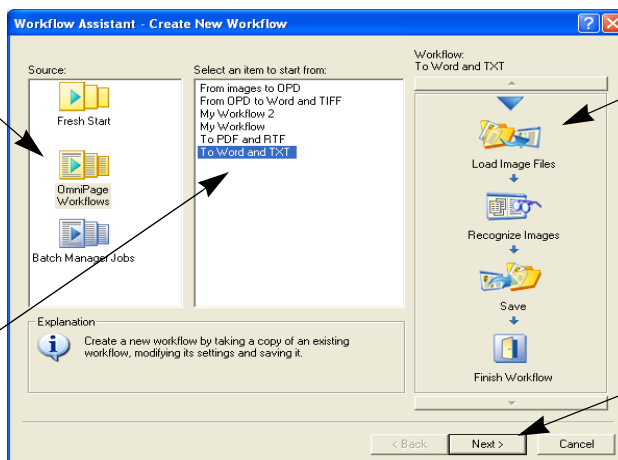 Workflow Assistant - Create New Workflow
Source:
Fresh Start
OmniPage
Workflows
Batch Manager Jobs
Select an item to start from:
From images to OPD
From OPD to Word and TIFF
My Workflow 2
My Workflow
To PDF and RTF
To Word and TXT
Workflow:
To Word and TXT
Load Image Files
Recognize Images
Save
Finish Workflow
Explanation
Create a new workflow by taking a copy of an existing
workflow, modifying its settings and saving it.
< Back
Next >
Cancel